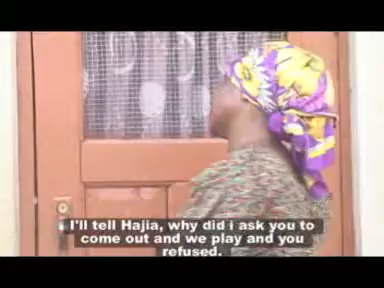 I'll tell Hajia, why did i ask you to
come out and we play and you
refused.